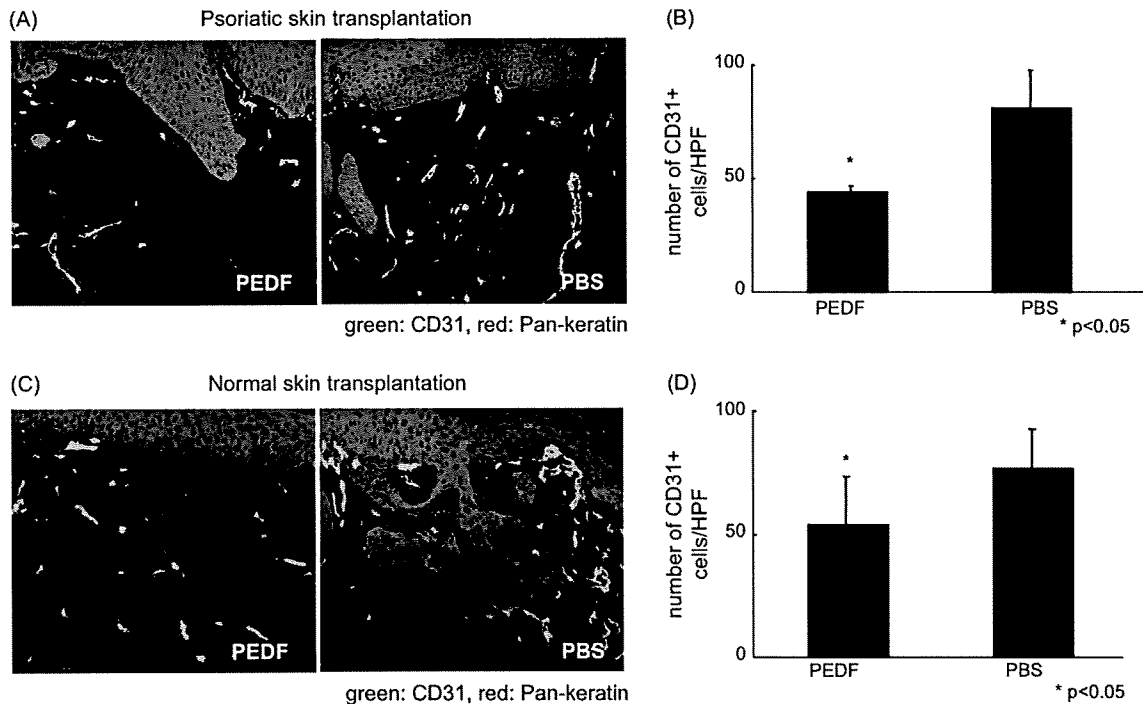 (A) Psoriatic skin transplantation
PEDF
PBS
green: CD31, red: Pan-keratin
(B)
number of CD31+
cells/HPF
100
50
0
*
PEDF
PBS
* p<0.05
(C) Normal skin transplantation
PEDF
PBS
green: CD31, red: Pan-keratin
(D)
number of CD31+
cells/HPF
100
50
0
*
PEDF
PBS
* p<0.05